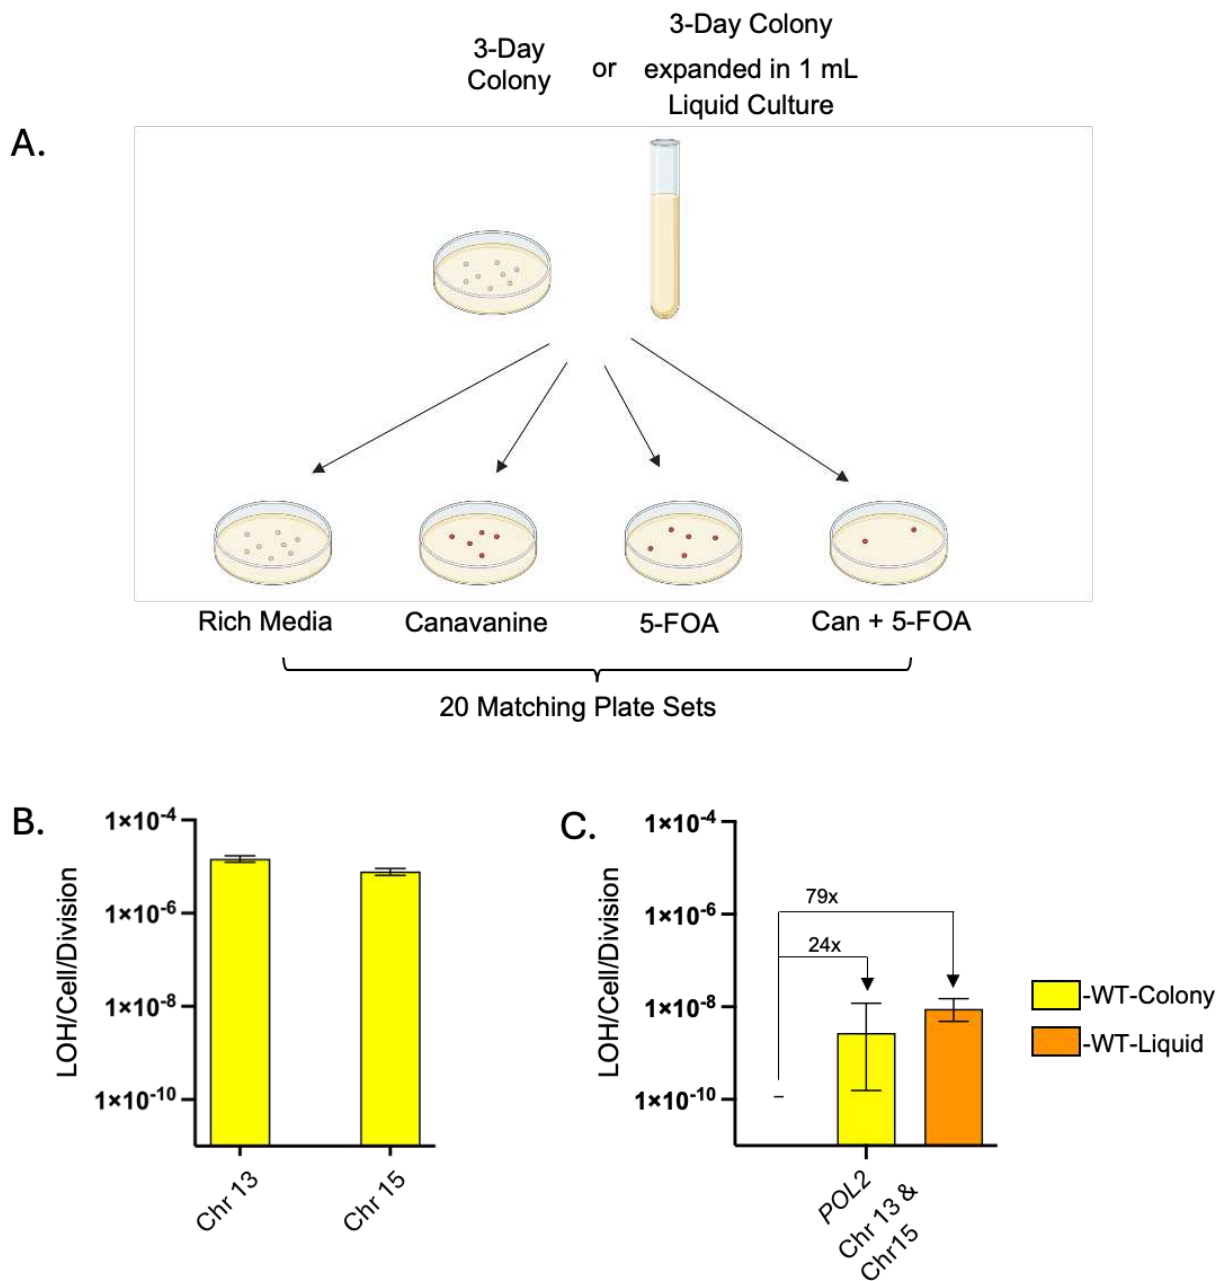 3-Day
Colony
or
3-Day Colony
expanded in 1 mL
Liquid Culture
A.
Rich Media
Canavanine
5-FOA
Can + 5-FOA
20 Matching Plate Sets
B.
LOH/Cell/Division
1×10-4
1×10-6
1×10-8
1×10-10
Chr 13
Chr 15
C.
LOH/Cell/Division
1×10-4
1×10-6
1×10-8
1×10-10
79x
24x
POL2
Chr 13 &
Chr15
-WT-Colony
-WT-Liquid